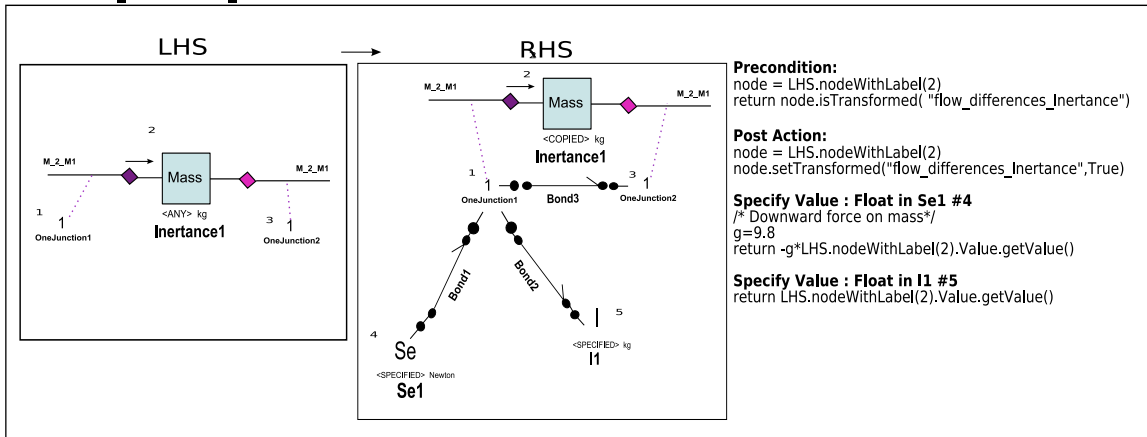 LHS
M_2_M1
2
Mass
M_2_M1
<ANY> kg
Inertance1
1
1
OneJunction1
3
1
OneJunction2
RHS
M_2_M1
2
Mass
M_2_M1
<COPIED> kg
Inertance1
1
1
OneJunction1
Bond3
3
1
OneJunction2
Bond1
Bond2
4
Se
<SPECIFIED> Newton
Se1
I
5
<SPECIFIED> kg
I1
Precondition:
node = LHS.nodeWithLabel(2)
return node.isTransformed( "flow_differences_Inertance")
Post Action:
node = LHS.nodeWithLabel(2)
node.setTransformed("flow_differences_Inertance",True)
Specify Value : Float in Se1 #4
/* Downward force on mass*/
g=9.8
return -g*LHS.nodeWithLabel(2).Value.getValue()
Specify Value : Float in I1 #5
return LHS.nodeWithLabel(2).Value.getValue()